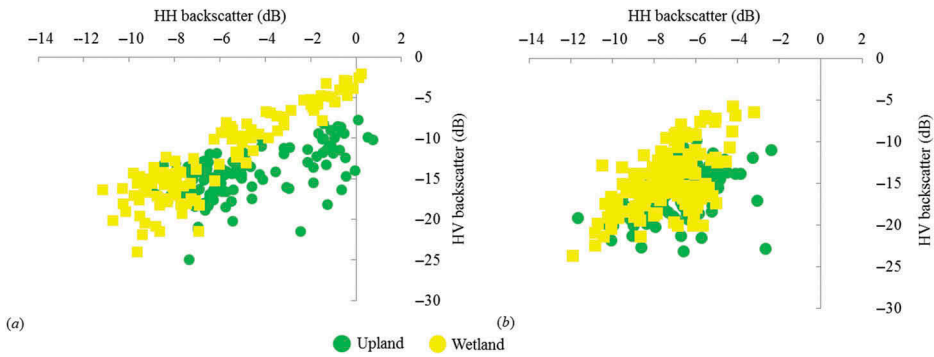 HH backscatter (dB)
−14 −12 −10 −8 −6 −4 −2 0 2
0
−5
−10
−15
−20
−25
−30
HV backscatter (dB)
(a)
HH backscatter (dB)
−14 −12 −10 −8 −6 −4 −2 0 2
0
−5
−10
−15
−20
−25
−30
HV backscatter (dB)
(b)
Upland Wetland